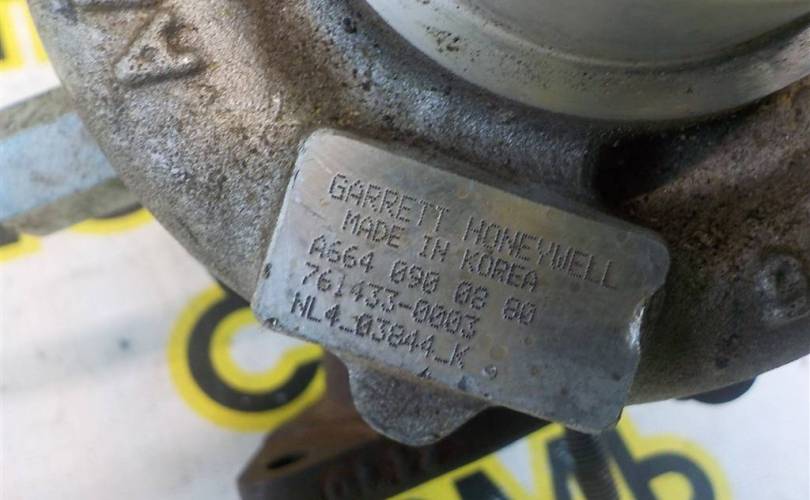 GARRETT HONEYWELL
MADE IN KOREA
A664 090 08 80
761433-0003
NL4_03844_K